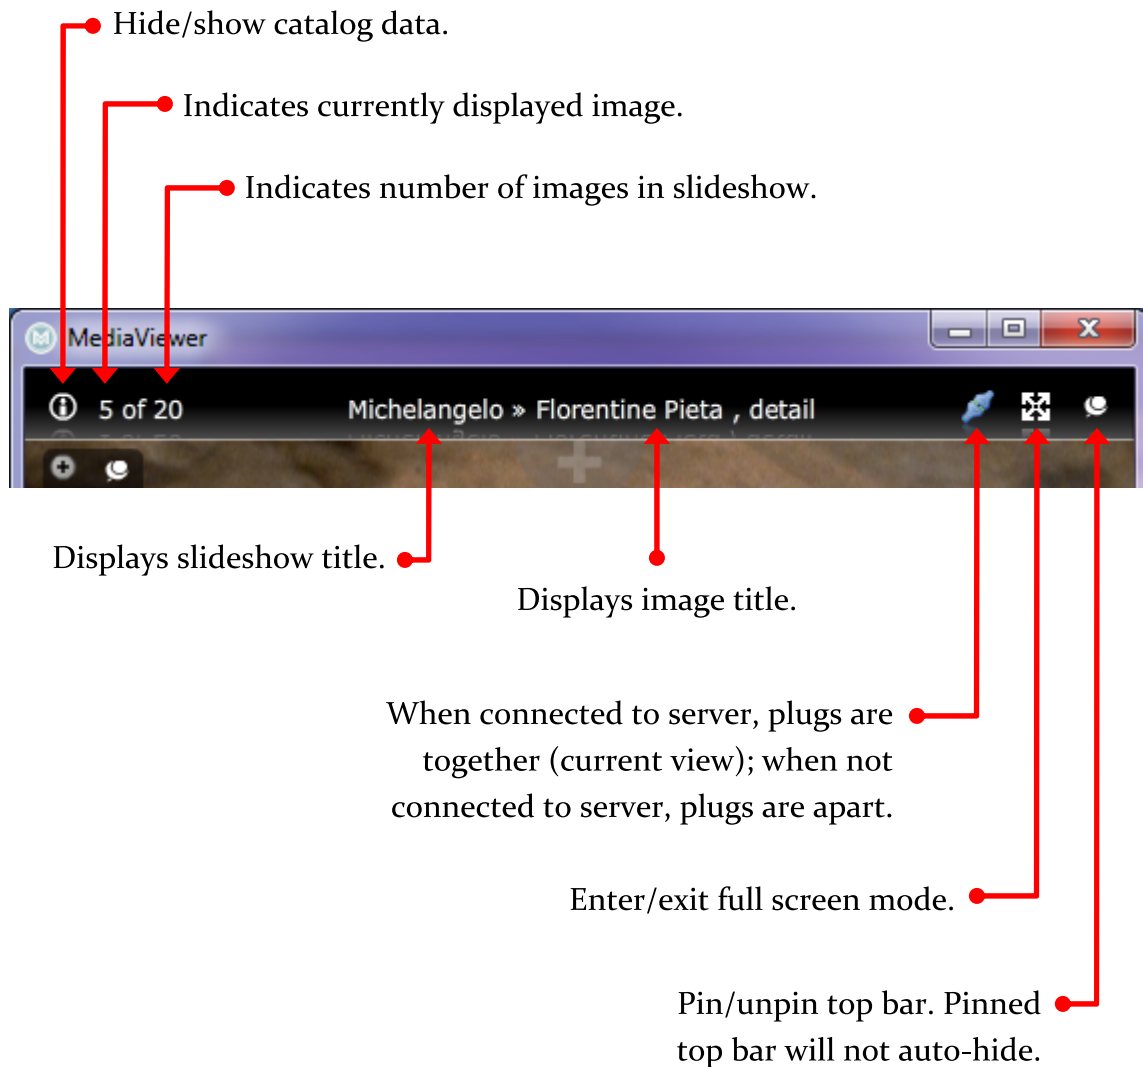 Hide/show catalog data.
Indicates currently displayed image.
Indicates number of images in slideshow.
MediaViewer
5 of 20
Michelangelo » Florentine Pieta , detail
Displays slideshow title.
Displays image title.
When connected to server, plugs are
together (current view); when not
connected to server, plugs are apart.
Enter/exit full screen mode.
Pin/unpin top bar. Pinned
top bar will not auto-hide.